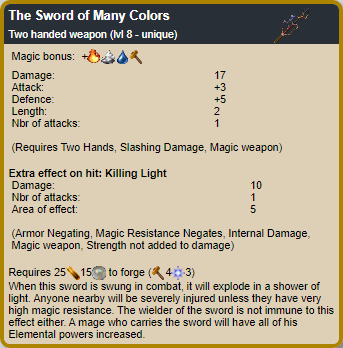 The Sword of Many Colors
Two handed weapon (lvl 8 - unique)
Magic bonus: +
Damage: 17
Attack: +3
Defence: +5
Length: 2
Nbr of attacks: 1
(Requires Two Hands, Slashing Damage, Magic weapon)
Extra effect on hit: Killing Light
Damage: 10
Nbr of attacks: 1
Area of effect: 5
(Armor Negating, Magic Resistance Negates, Internal Damage,
Magic weapon, Strength not added to damage)
Requires 25 15 to forge ( 4 3)
When this sword is swung in combat, it will explode in a shower of
light. Anyone nearby will be severely injured unless they have very
high magic resistance. The wielder of the sword is not immune to this
effect either. A mage who carries the sword will have all of his
Elemental powers increased.